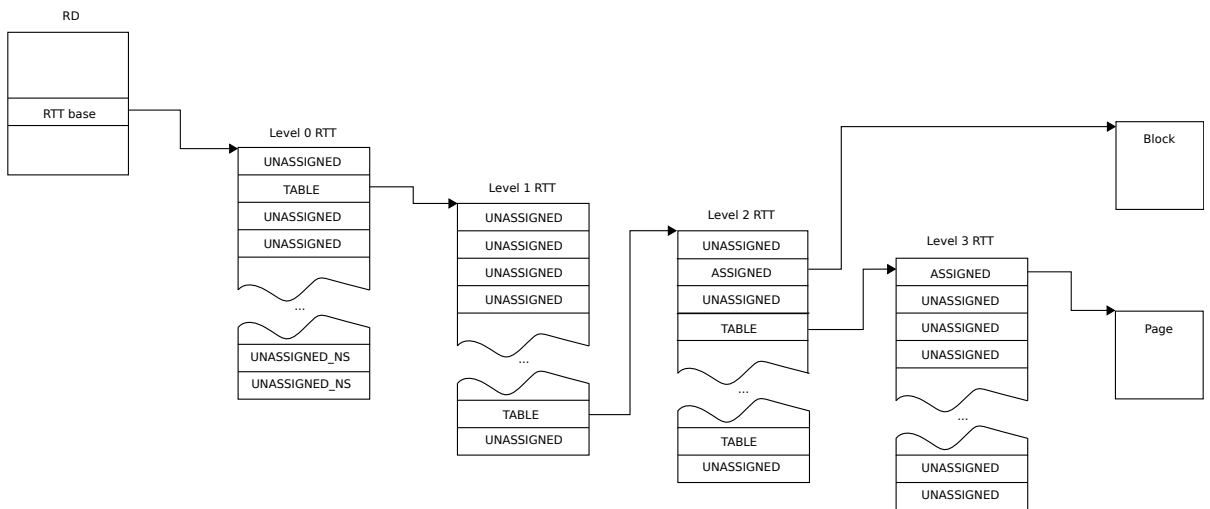 RD
RTT base
Level 0 RTT
UNASSIGNED
TABLE
UNASSIGNED
UNASSIGNED
...
UNASSIGNED_NS
UNASSIGNED_NS
Level 1 RTT
UNASSIGNED
UNASSIGNED
UNASSIGNED
UNASSIGNED
...
TABLE
UNASSIGNED
Level 2 RTT
UNASSIGNED
ASSIGNED
UNASSIGNED
TABLE
...
TABLE
UNASSIGNED
Level 3 RTT
ASSIGNED
UNASSIGNED
UNASSIGNED
UNASSIGNED
...
UNASSIGNED
UNASSIGNED
Block
Page